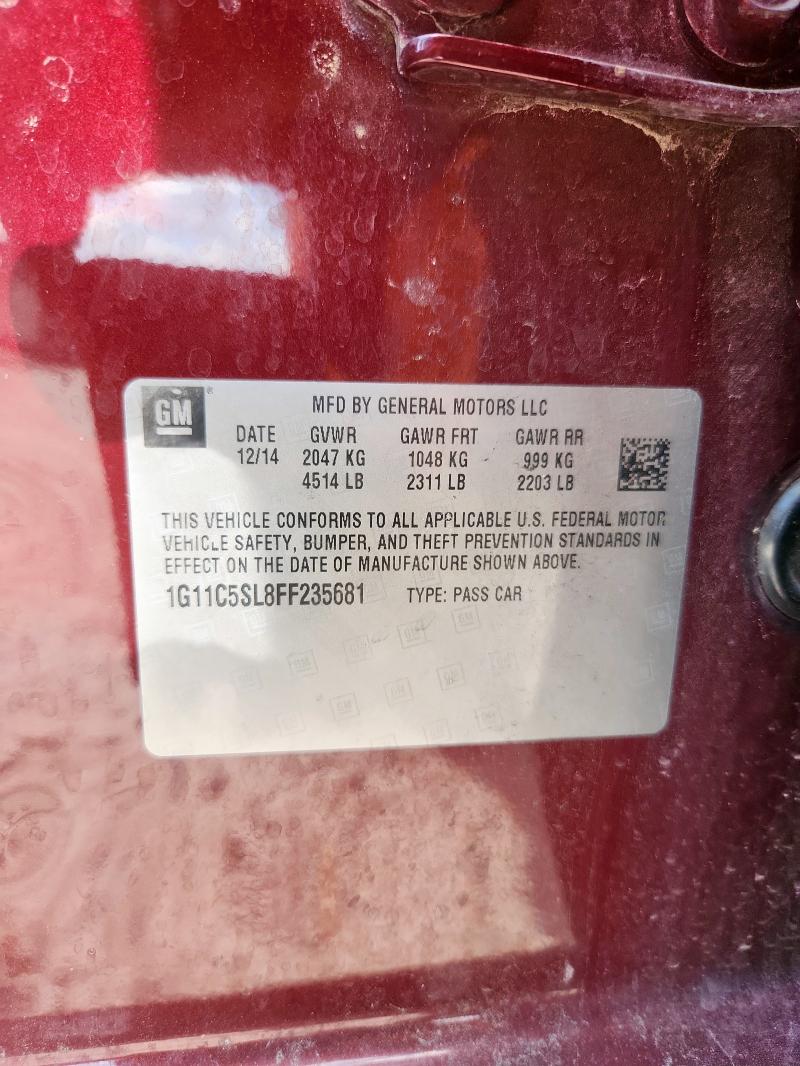 GM ®
MFD BY GENERAL MOTORS LLC
DATE GVWR GAWR FRT GAWR RR
12/14 2047 KG 1048 KG 999 KG
4514 LB 2311 LB 2203 LB
THIS VEHICLE CONFORMS TO ALL APPLICABLE U.S. FEDERAL MOTOR
VEHICLE SAFETY, BUMPER, AND THEFT PREVENTION STANDARDS IN
EFFECT ON THE DATE OF MANUFACTURE SHOWN ABOVE.
1G11C5SL8FF235681 TYPE: PASS CAR